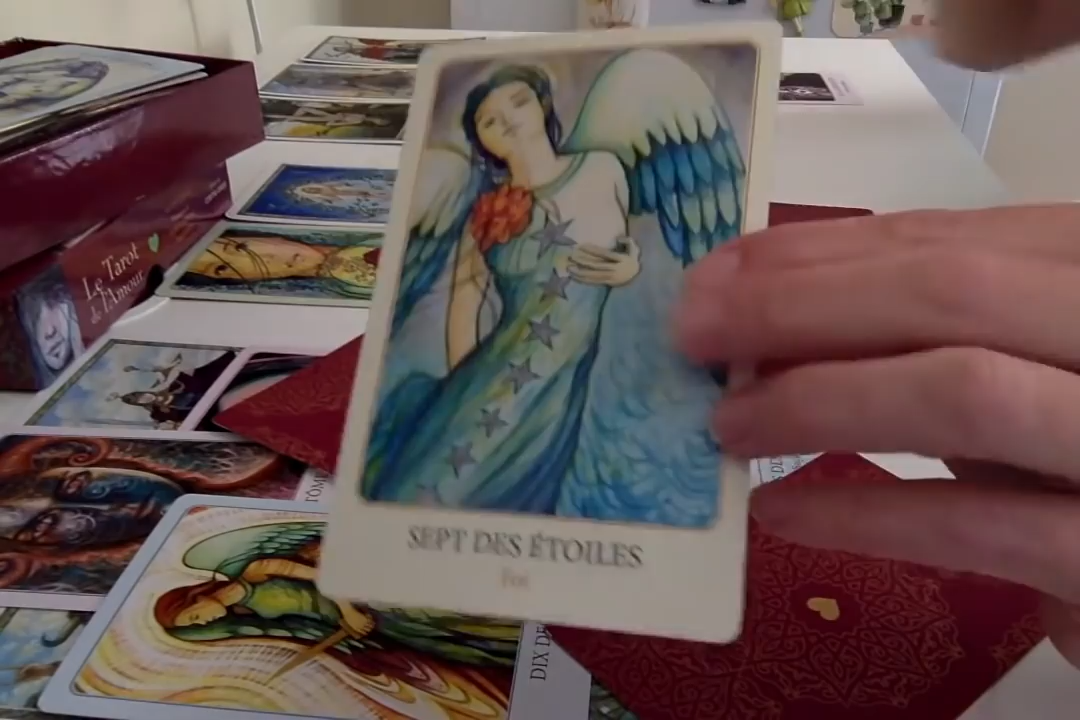 Le Tarot
de l'Amour
SEPT DES ÉTOILES
Foi
DIX DE